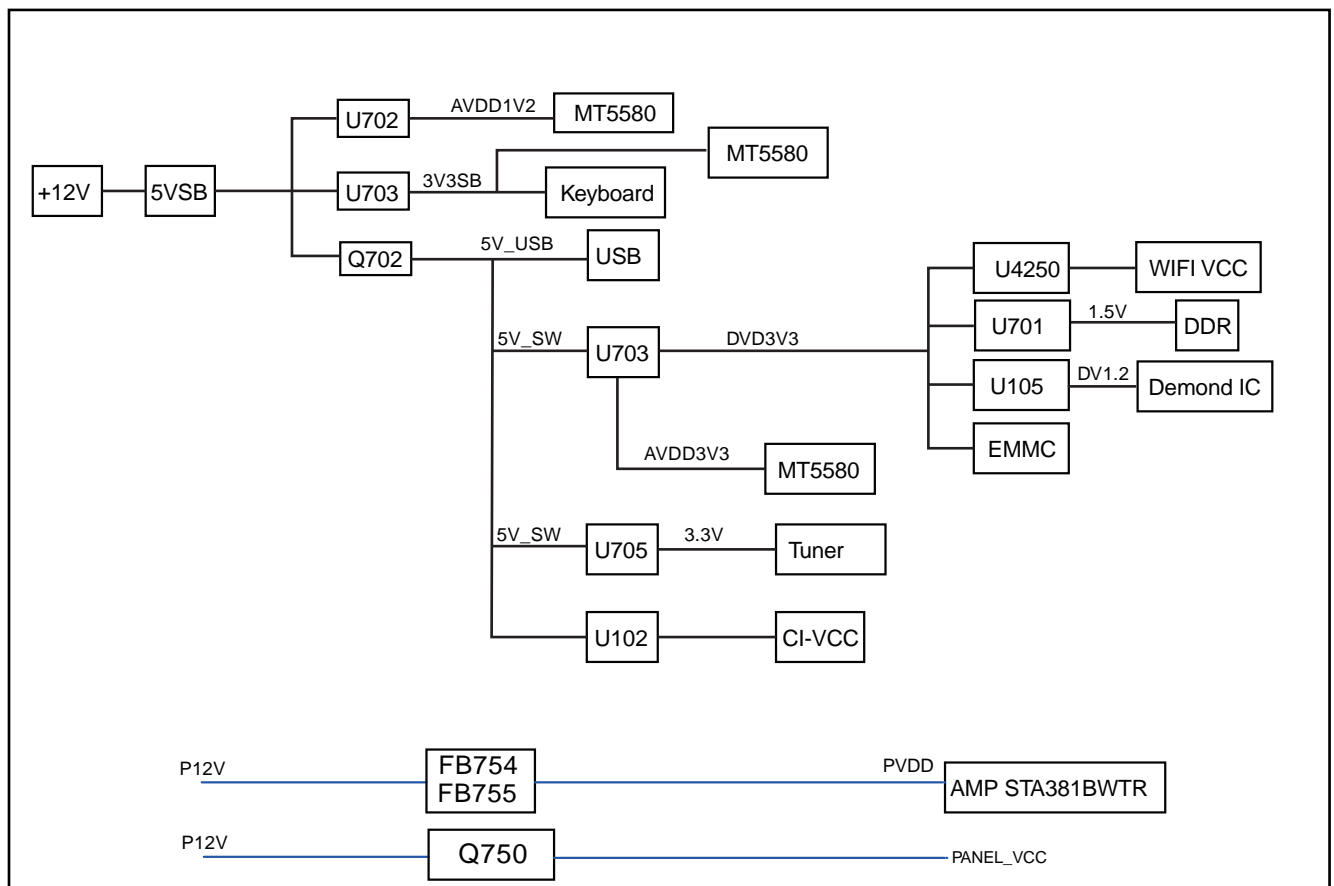 AVDD1V2
U702
MT5580
MT5580
+12V
5VSB
U703
3V3SB
Keyboard
Q702
5V_USB
USB
U4250
WIFI VCC
5V_SW
U703
DVD3V3
U701
1.5V
DDR
U105
DV1.2
Demond IC
EMMC
AVDD3V3
MT5580
5V_SW
U705
3.3V
Tuner
U102
CI-VCC
P12V
FB754
FB755
PVDD
AMP STA381BWTR
P12V
Q750
PANEL_VCC